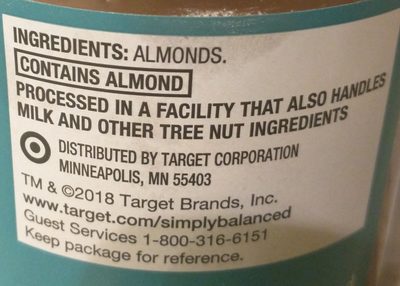 INGREDIENTS: ALMONDS.
CONTAINS ALMOND
PROCESSED IN A FACILITY THAT ALSO HANDLES
MILK AND OTHER TREE NUT INGREDIENTS
DISTRIBUTED BY TARGET CORPORATION
MINNEAPOLIS, MN 55403
TM & ©2018 Target Brands, Inc.
www.target.com/simplybalanced
Guest Services 1-800-316-6151
Keep package for reference.